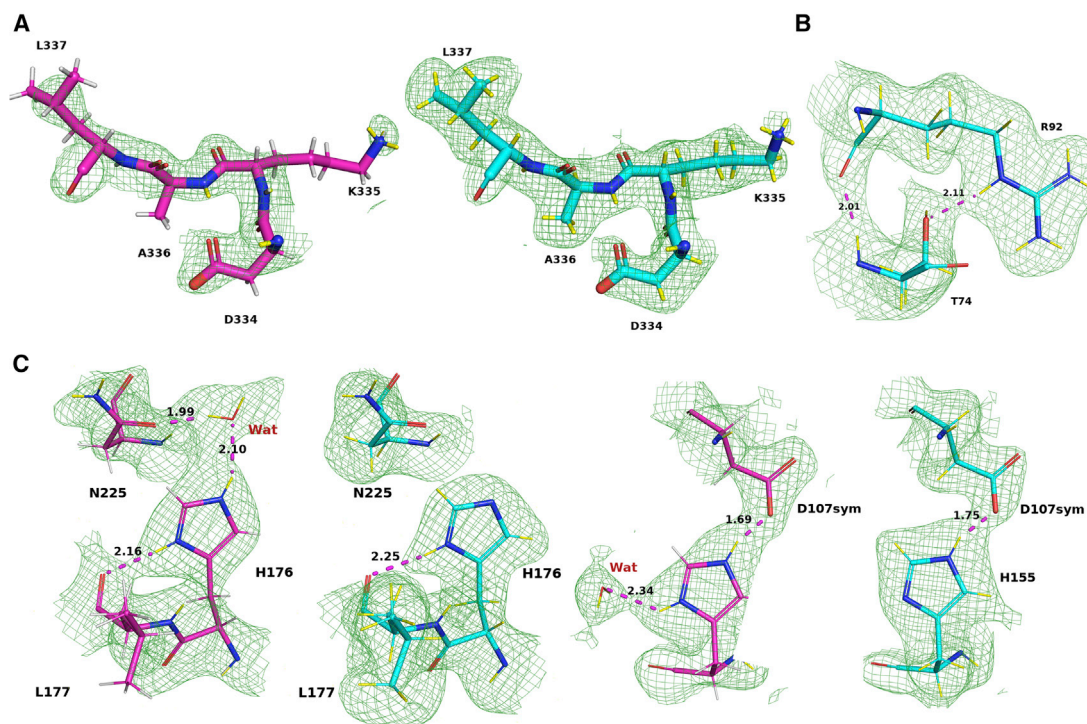 A
B
L337
L337
R92
2.11
2.01
K335
K335
A336
A336
D334
D334
T74
C
1.99
Wat
2.10
N225
N225
D107sym
D107sym
1.69
1.75
2.16
2.25
H176
H176
Wat
2.34
H155
L177
L177